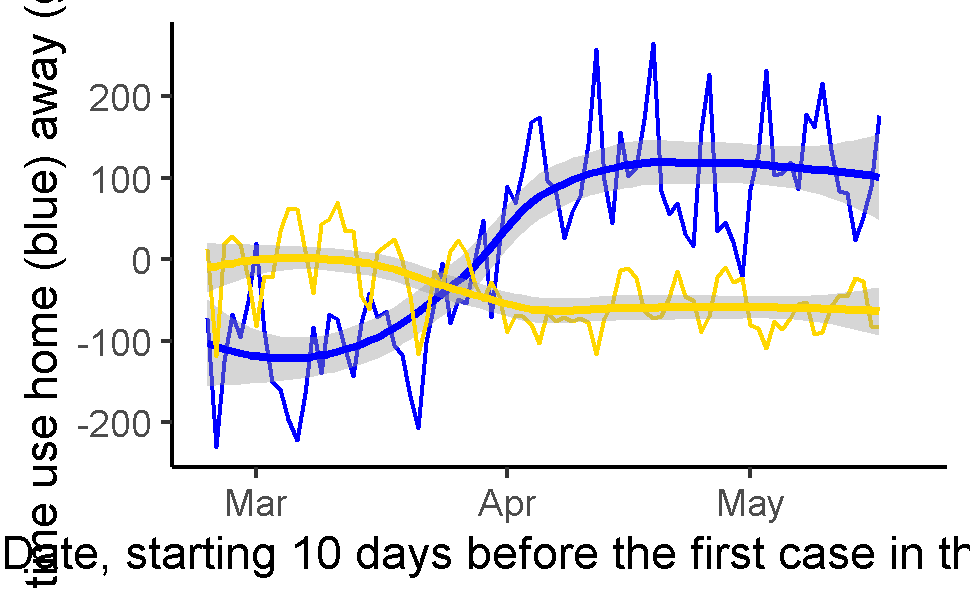 time use home (blue) away (
200
100
0
-100
-200
Mar Apr May
Date, starting 10 days before the first case in th